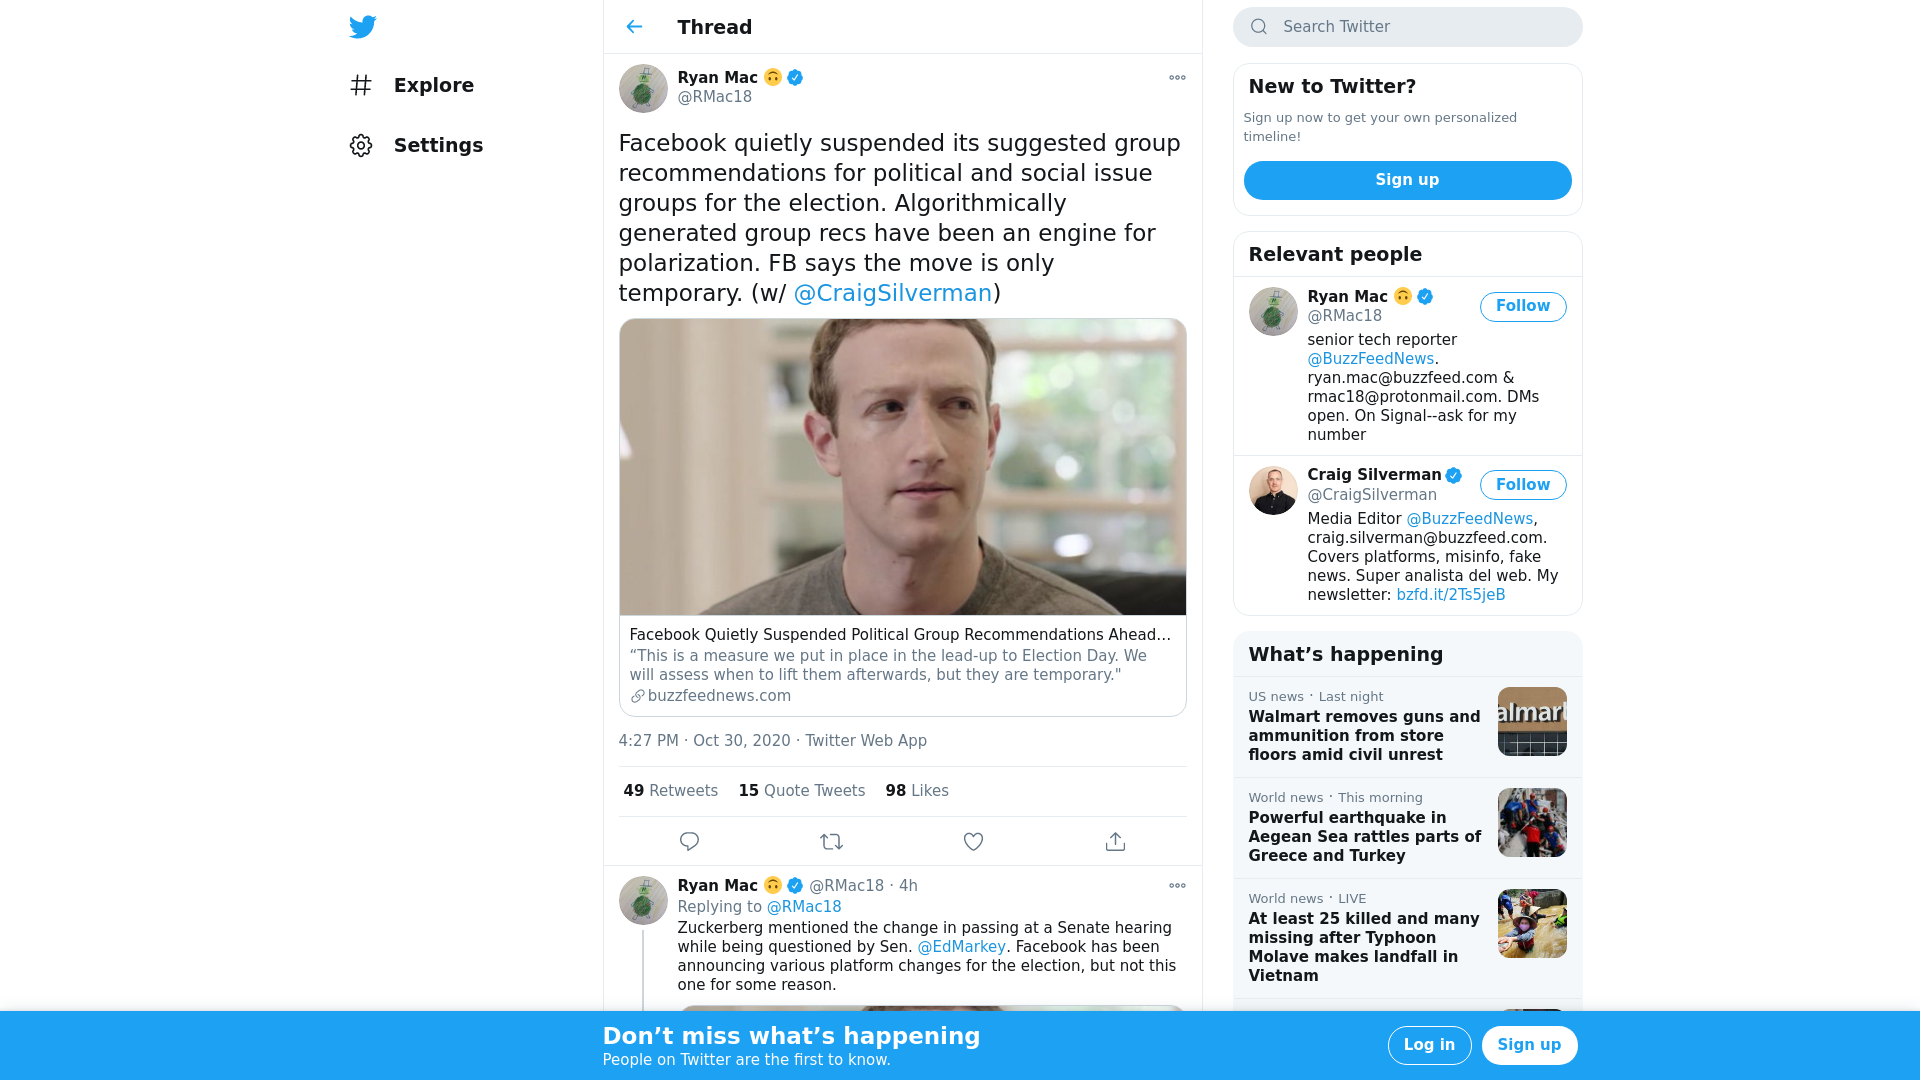 Explore
Settings
Thread
Ryan Mac
@RMac18
Facebook quietly suspended its suggested group
recommendations for political and social issue
groups for the election. Algorithmically
generated group recs have been an engine for
polarization. FB says the move is only
temporary. (w/ @CraigSilverman)
Facebook Quietly Suspended Political Group Recommendations Ahead…
“This is a measure we put in place in the lead-up to Election Day. We
will assess when to lift them afterwards, but they are temporary."
buzzfeednews.com
4:27 PM · Oct 30, 2020 · Twitter Web App
49 Retweets 15 Quote Tweets 98 Likes
Ryan Mac @RMac18 · 4h
Replying to @RMac18
Zuckerberg mentioned the change in passing at a Senate hearing
while being questioned by Sen. @EdMarkey. Facebook has been
announcing various platform changes for the election, but not this
one for some reason.
Search Twitter
New to Twitter?
Sign up now to get your own personalized
timeline!
Sign up
Relevant people
Ryan Mac
@RMac18
Follow
senior tech reporter
@BuzzFeedNews.
ryan.mac@buzzfeed.com &
rmac18@protonmail.com. DMs
open. On Signal--ask for my
number
Craig Silverman
@CraigSilverman
Follow
Media Editor @BuzzFeedNews,
craig.silverman@buzzfeed.com.
Covers platforms, misinfo, fake
news. Super analista del web. My
newsletter: bzfd.it/2Ts5jeB
What’s happening
US news · Last night
Walmart removes guns and
ammunition from store
floors amid civil unrest
almart
World news · This morning
Powerful earthquake in
Aegean Sea rattles parts of
Greece and Turkey
World news · LIVE
At least 25 killed and many
missing after Typhoon
Molave makes landfall in
Vietnam
Don’t miss what’s happening
People on Twitter are the first to know.
Log in
Sign up